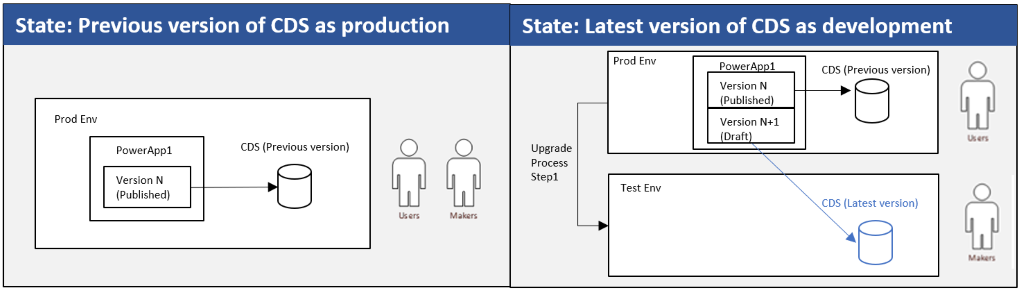 State: Previous version of CDS as production
Prod Env
PowerApp1
CDS (Previous version)
Version N
(Published)
Users
Makers
State: Latest version of CDS as development
Prod Env
PowerApp1
CDS (Previous version)
Version N
(Published)
Version N+1
(Draft)
Users
Upgrade
Process
Step1
Test Env
CDS (Latest version)
Makers